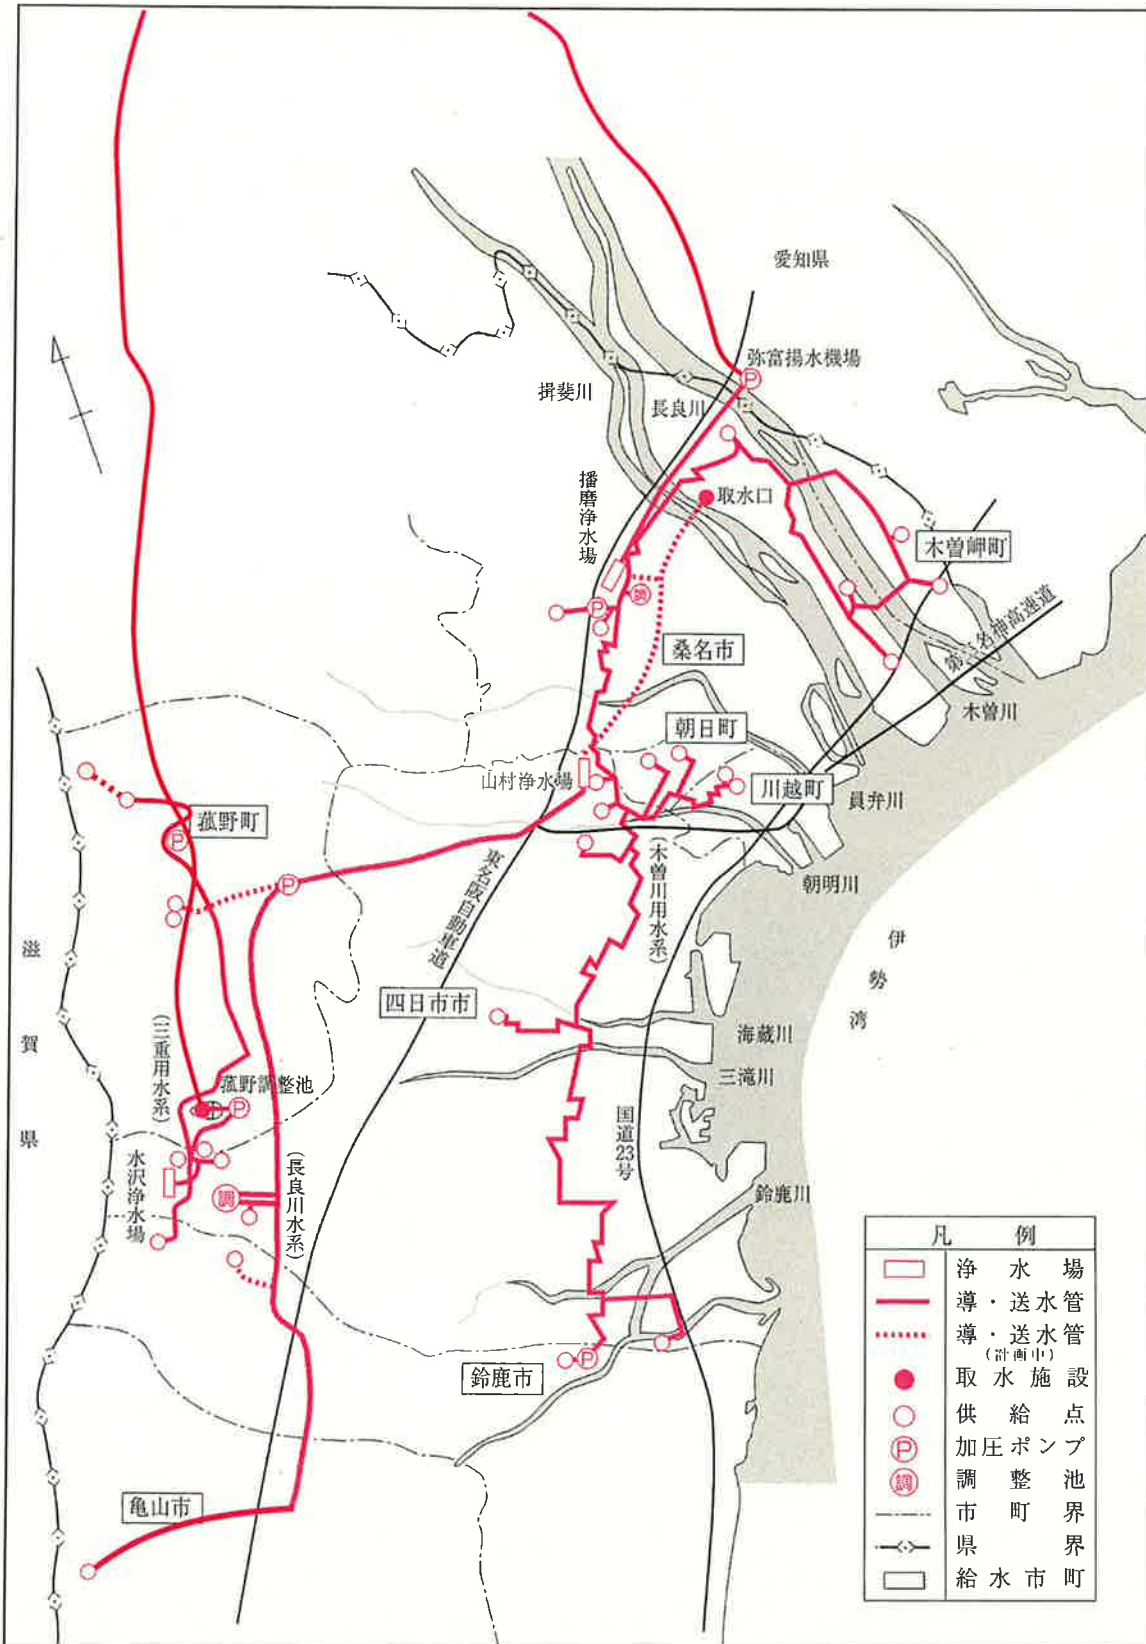 愛知県
弥富揚水機場
Ⓟ
揖斐川
長良川
播磨浄水場
取水口
木曽岬町
調
Ⓟ
桑名市
第二名神高速道
木曽川
朝日町
山村浄水場
川越町
員弁川
菰野町
Ⓟ
Ⓟ
東名阪自動車道
(木曽川用水系)
朝明川
滋賀県
伊勢湾
四日市市
海蔵川
三滝川
(三重用水系)
菰野調整池
Ⓟ
国道23号
水沢浄水場
調
(長良川水系)
鈴鹿川
鈴鹿市
Ⓟ
亀山市
凡例
浄水場
導・送水管
導・送水管
(計画中)
取水施設
供給点
Ⓟ 加圧ポンプ
調 調整池
市町界
県界
給水市町